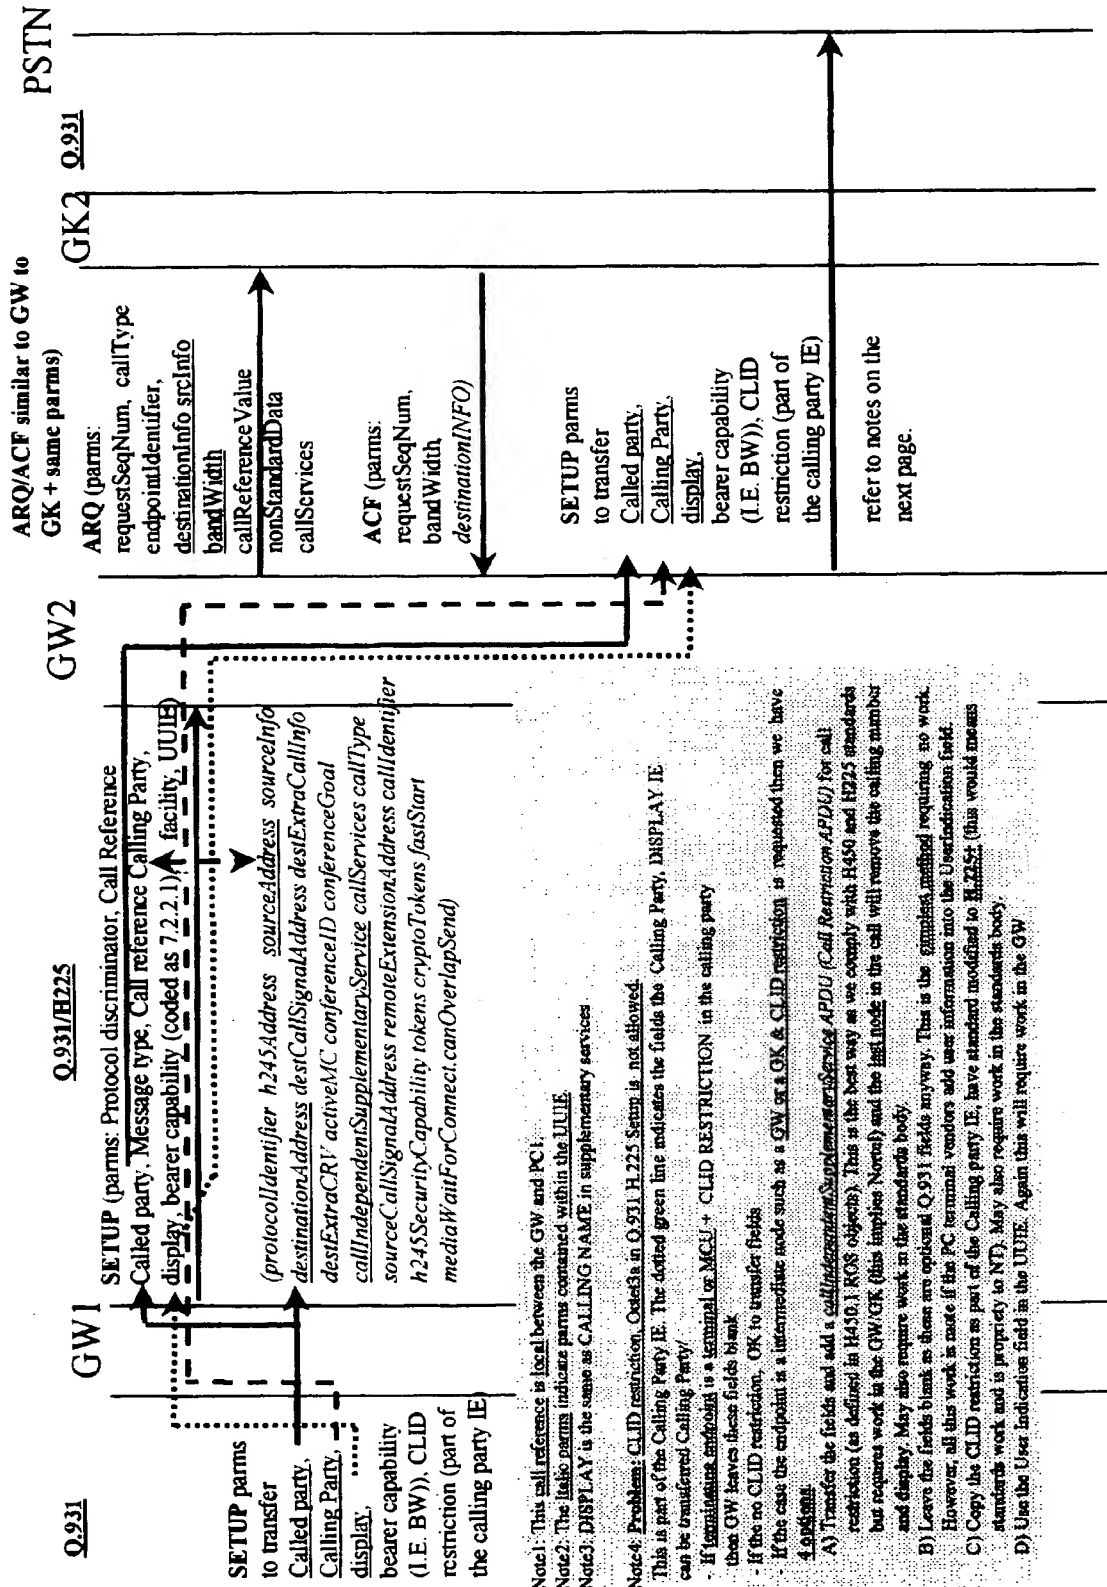 Q.931
GW1
Q.931/H225
GW2
ARQ/ACF similar to GW to
GK + same parms)
GK2
Q.931
PSTN
SETUP parms
to transfer
Called party,
Calling Party,
display,
bearer capability
(I.E. BW)), CLID
restriction (part of
the calling party IE)
SETUP (parms: Protocol discriminator, Call Reference
Called party, Message type, Call reference Calling Party,
display, bearer capability (coded as 7.2.2.1), facility, UUIE)
(protocolIdentifier h245Address sourceAddress sourceInfo
destinationAddress destCallSignalAddress destExtraCallInfo
destExtraCRV activeMC conferenceID conferenceGoal
callIndependentSupplementaryService callServices callType
sourceCallSignalAddress remoteExtensionAddress callIdentifier
h245SecurityCapability tokens cryptoTokens fastStart
mediaWaitForConnect canOverlapSend)
ARQ (parms:
requestSeqNum, callType
endpointIdentifier,
destinationInfo srcInfo
bandWidth
callReferenceValue
nonStandardData
callServices
ACF (parms:
requestSeqNum,
bandWidth
destinationINFO)
SETUP parms
to transfer
Called party,
Calling Party,
display,
bearer capability
(I.E. BW)), CLID
restriction (part of
the calling party IE)
refer to notes on the
next page.
Note1: This call reference is local between the GW and PC1.
Note2: The Italic parms indicate parms contained within the UUIE
Note3: DISPLAY is the same as CALLING NAME in supplementary services
Note4: Problem: CLID restriction, Octet3a in Q.931 H.225 Setup is not allowed.
This is part of the Calling Party IE. The dotted green line indicates the fields the Calling Party, DISPLAY IE
can be transferred Calling Party/
- If terminating endpoint is a terminal or MCU + CLID RESTRICTION in the calling party
then GW leaves these fields blank
- If the no CLID restriction, OK to transfer fields
- If the case the endpoint is a intermediate node such as a GW or a GK & CLID restriction is requested then we have
4 options
A) Transfer the fields and add a callIndependentSupplementaryService APDU (Call Restriction APDU) for call
restriction (as defined in H450.1 ROS objects). This is the best way as we comply with H450 and H225 standards
but requires work in the GW/GK (this implies Nortel) and the last node in the call will remove the calling number
and display. May also require work in the standards body.
B) Leave the fields blank as these are optional Q.931 fields anyway. This is the simplest method requiring no work.
However, all this work is mute if the PC terminal vendors add user information into the UserIndication field.
C) Copy the CLID restrictions as part of the Calling party IE, have standard modified to H.225+ (this would means
standards work and is propriety to NT). May also require work in the standards body.
D) Use the User indication field in the UUIE. Again this will require work in the GW